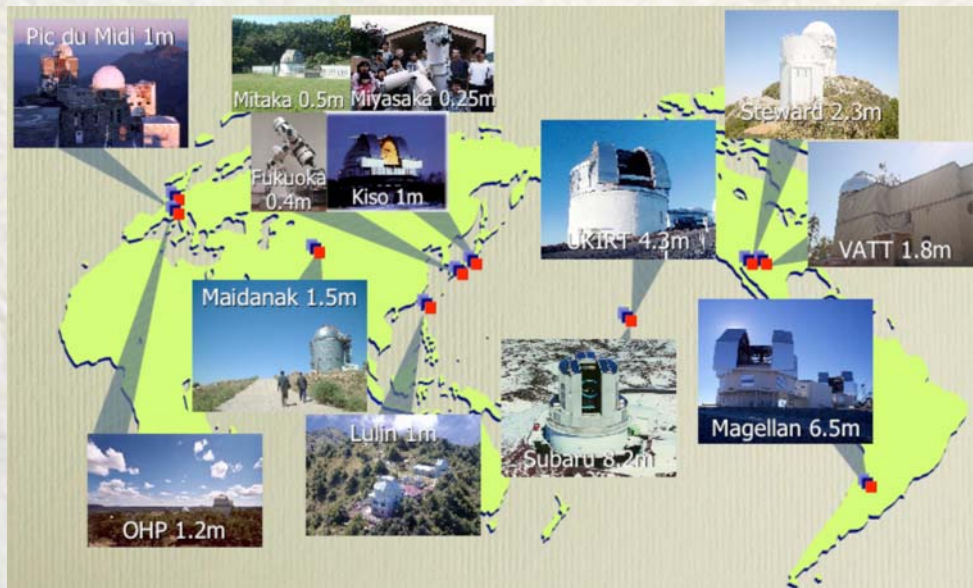 Pic du Midi 1m
Mitaka 0.5m
Miyasaka 0.25m
Steward 2.3m
Fukuoka
0.4m
Kiso 1m
UKIRT 4.3m
VATT 1.8m
Maidanak 1.5m
Magellan 6.5m
Lulin 1m
Subaru 8.2m
OHP 1.2m